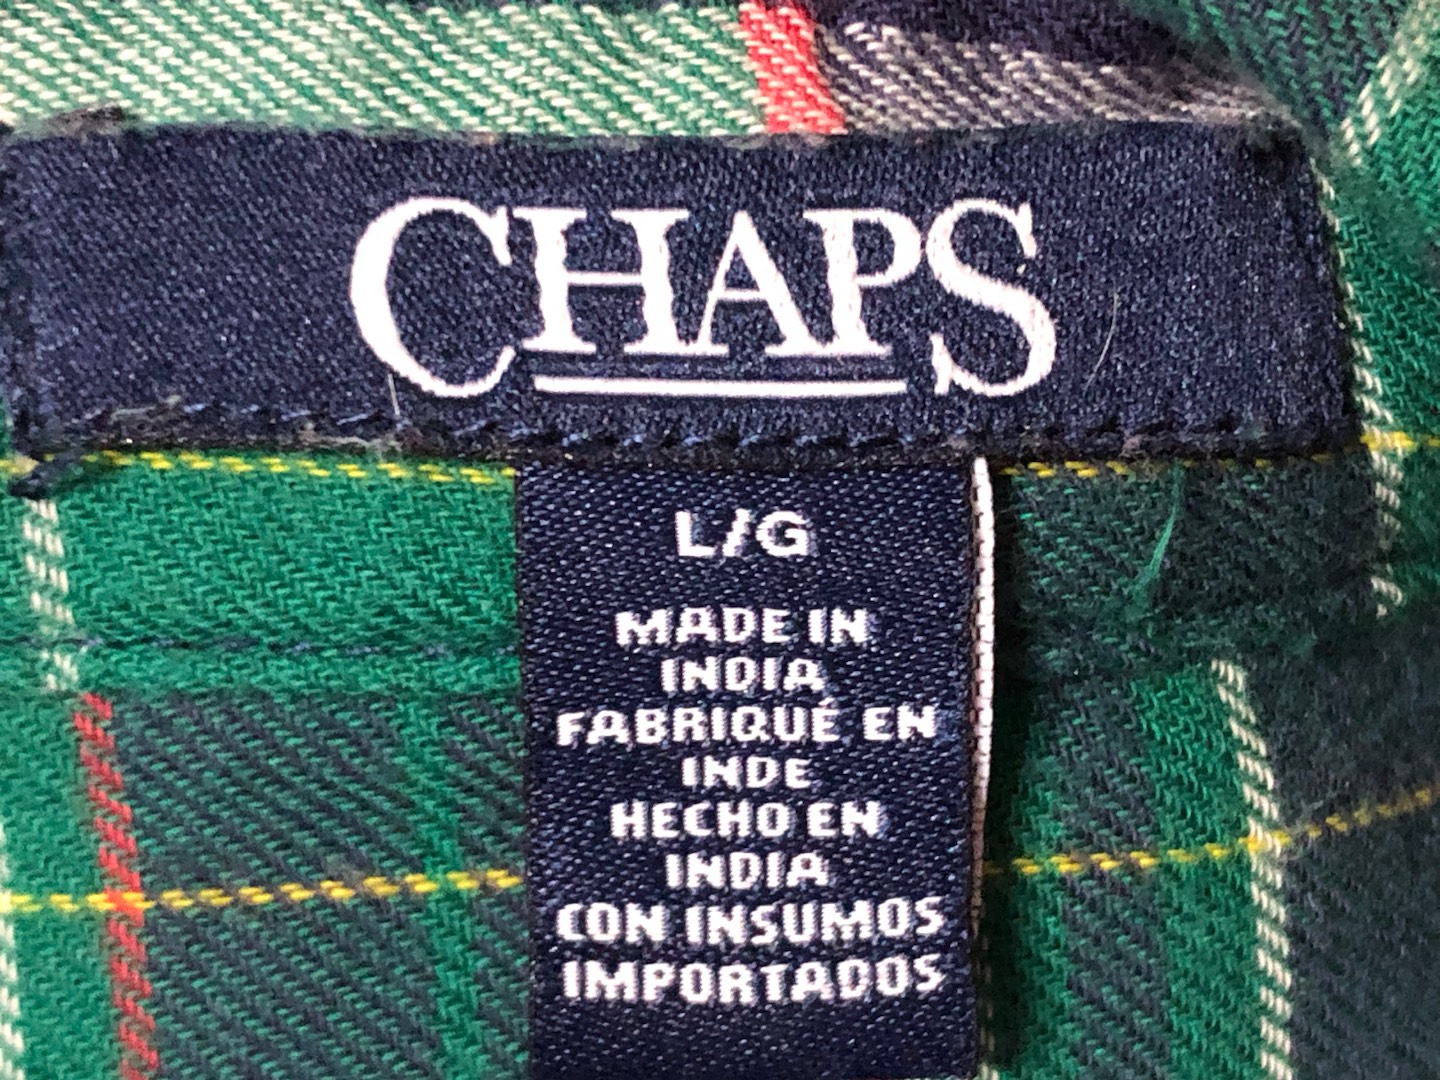 CHAPS
L/G
MADE IN
INDIA
FABRIQUÉ EN
INDE
HECHO EN
INDIA
CON INSUMOS
IMPORTADOS